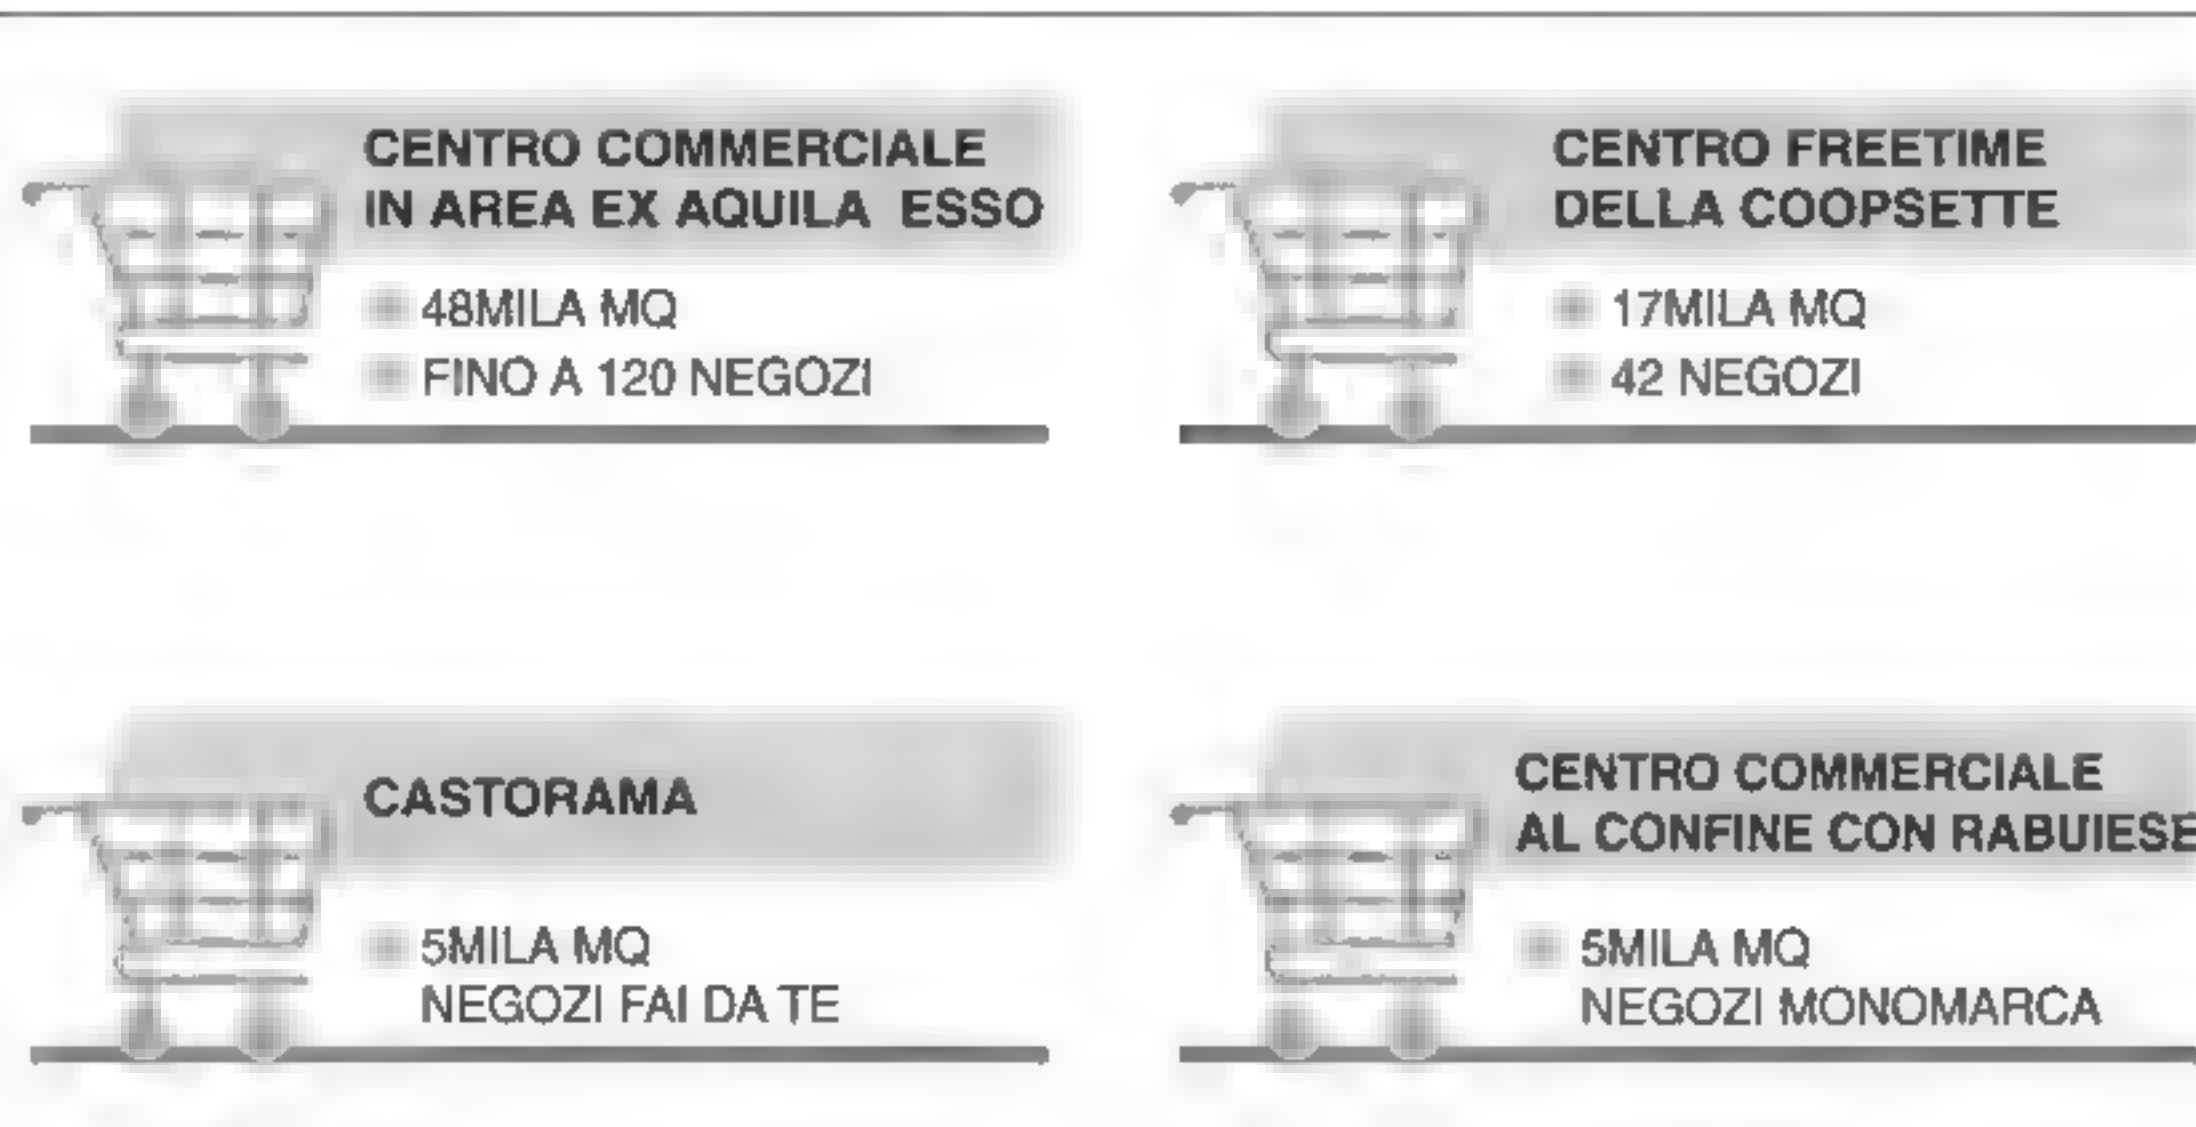 CENTRO COMMERCIALE
IN AREA EX AQUILA ESSO
48MILA MQ
FINO A 120 NEGOZI
CENTRO FREETIME
DELLA COOPSETTE
17MILA MQ
42 NEGOZI
CASTORAMA
5MILA MQ
NEGOZI FAI DA TE
CENTRO COMMERCIALE
AL CONFINE CON RABUIESE
5MILA MQ
NEGOZI MONOMARCA